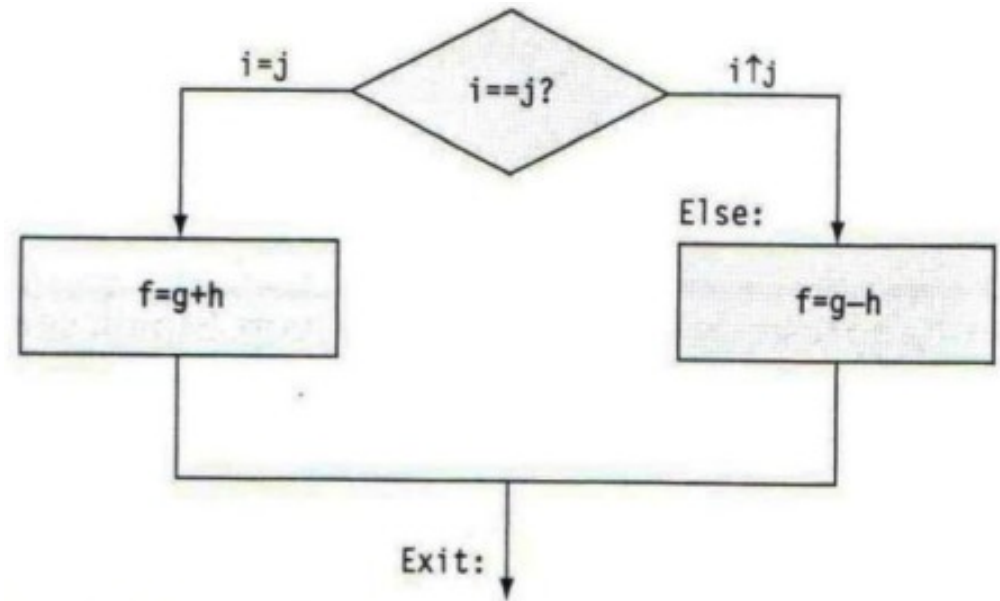 i==j?
i=j
i↑j
Else:
f=g+h
f=g–h
Exit: